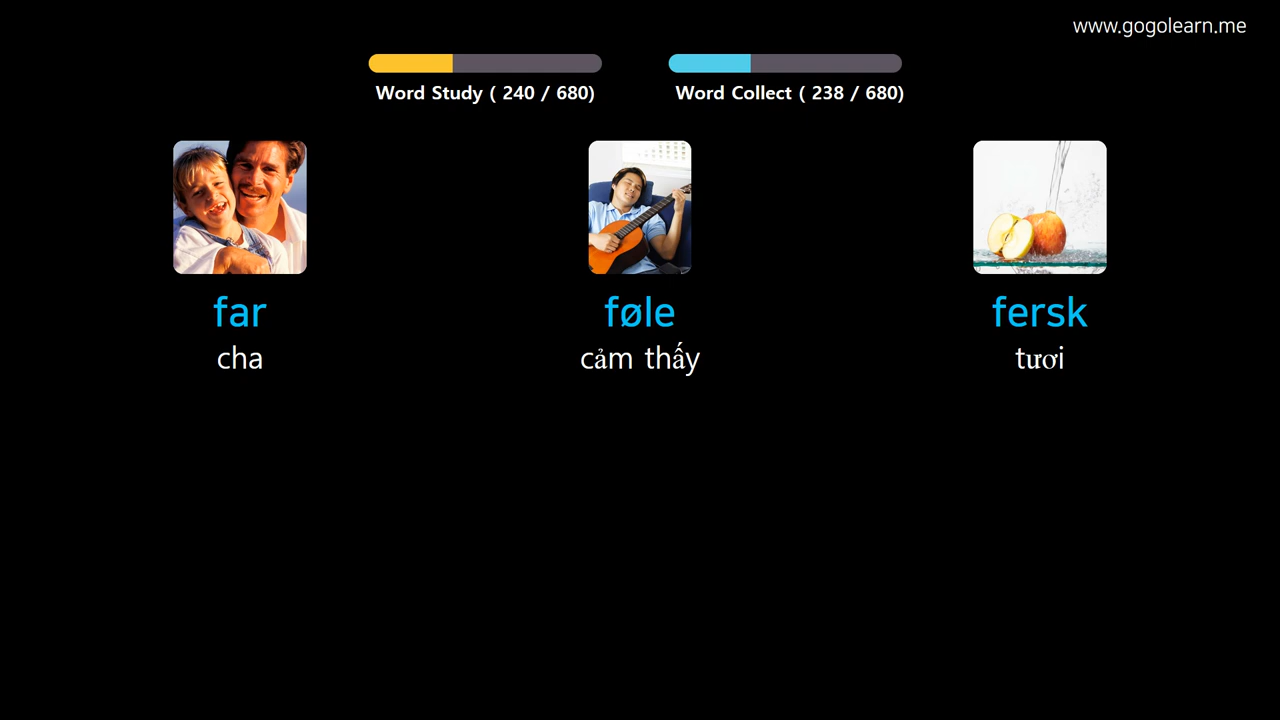 www.gogolearn.me
Word Study ( 240 / 680)
Word Collect ( 238 / 680)
far
føle
fersk
cha
cảm thấy
tươi